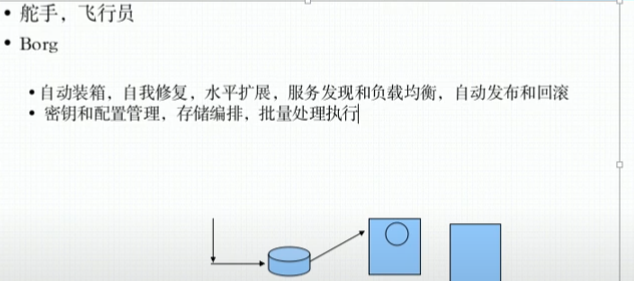 舵手，飞行员
Borg
自动装箱，自我修复，水平扩展，服务发现和负载均衡，自动发布和回滚
密钥和配置管理，存储编排，批量处理执行